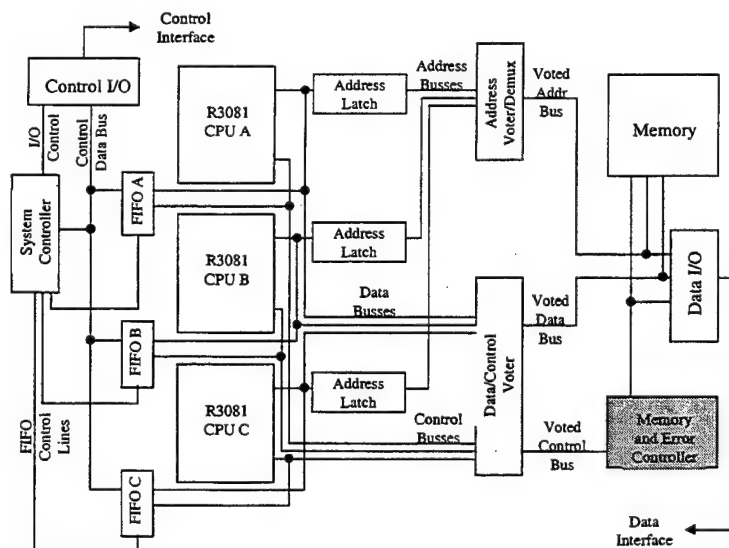 Control
Interface
Control I/O
I/O
Control
Control
Data Bus
System
Controller
FIFO A
FIFO B
FIFO C
FIFO
Control
Lines
R3081
CPU A
R3081
CPU B
R3081
CPU C
Address
Latch
Address
Latch
Address
Latch
Address
Busses
Data
Busses
Control
Busses
Address
Voter/Demux
Data/Control
Voter
Voted
Addr
Bus
Voted
Data
Bus
Voted
Control
Bus
Memory
Data I/O
Memory
and Error
Controller
Data
Interface